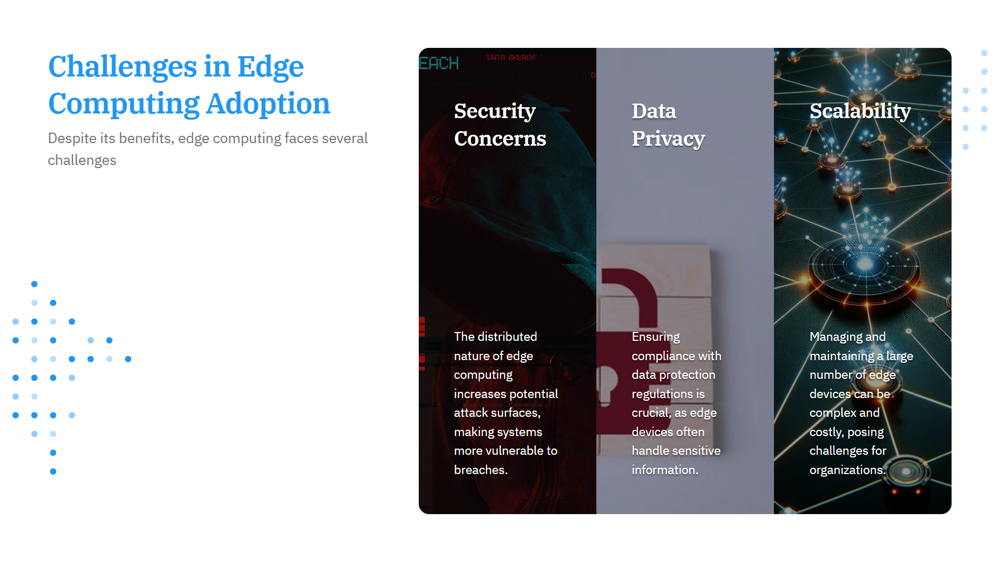 Challenges in Edge
Computing Adoption
Despite its benefits, edge computing faces several
challenges
EACH
DATA BREACH
Security
Concerns
The distributed
nature of edge
computing
increases potential
attack surfaces,
making systems
more vulnerable to
breaches.
Data
Privacy
Ensuring
compliance with
data protection
regulations is
crucial, as edge
devices often
handle sensitive
information.
Scalability
Managing and
maintaining a large
number of edge
devices can be
complex and
costly, posing
challenges for
organizations.